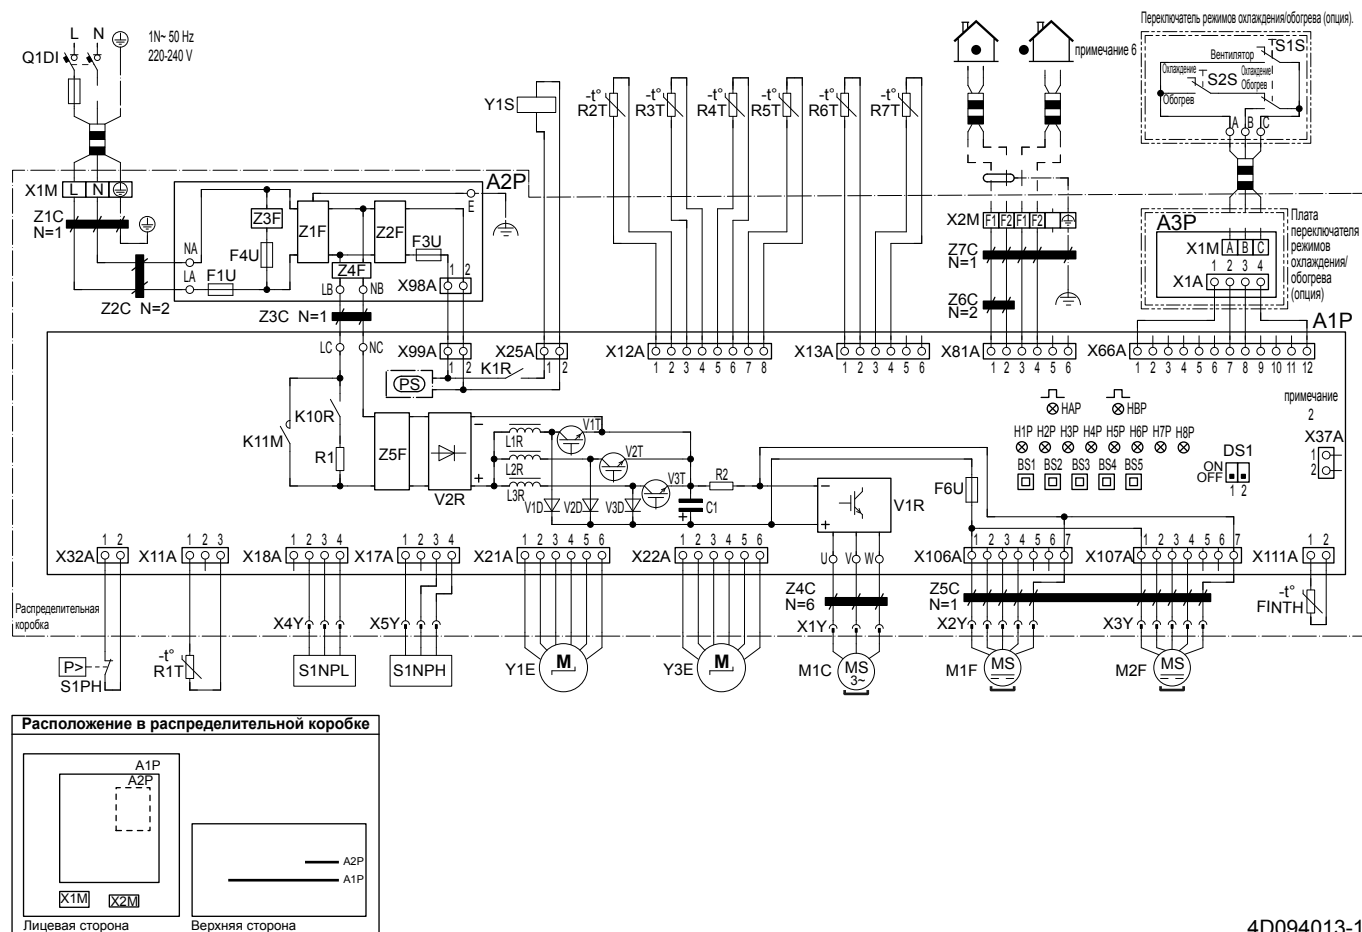 L N
1N~ 50 Hz
220-240 V
Q1DI
Y1S
-t° R2T
-t° R3T
-t° R4T
-t° R5T
-t° R6T
-t° R7T
примечание 6
Переключатель режимов охлаждения/обогрева (опция).
S1S
Вентилятор
Охлаждение
S2S
Охлаждение
Обогрев
Обогрев
A B C
X1M L N
A2P
E
Z1C
N=1
Z3F
Z1F
Z2F
F4U
F3U
Z4F
NA
LA
F1U
LB NB
X98A
1 2
Z2C N=2
Z3C N=1
X2M F1 F2 F1 F2
Z7C
N=1
Z6C
N=2
A3P
X1M A B C
1 2 3 4
X1A
Плата
переключателя
режимов
охлаждения/
обогрева
(опция)
A1P
LC NC
X99A
1 2
X25A
1 2
X12A
1 2 3 4 5 6 7 8
X13A
1 2 3 4 5 6
X81A
1 2 3 4 5 6
X66A
1 2 3 4 5 6 7 8 9 10 11 12
PS
K1R
K10R
K11M
R1
Z5F
V2R
L1R
L2R
L3R
V1T
V2T
V3T
V1D
V2D
V3D
C1
R2
V1R
F6U
HAP
HBP
H1P H2P H3P H4P H5P H6P H7P H8P
BS1 BS2 BS3 BS4 BS5
DS1
ON
OFF
1 2
примечание
2
X37A
1
2
X32A
1 2
X11A
1 2 3
X18A
1 2 3 4
X17A
1 2 3 4
X21A
1 2 3 4 5 6
X22A
1 2 3 4 5 6
U V W
X106A
1 2 3 4 5 6 7
X107A
1 2 3 4 5 6 7
X111A
1 2
Распределительная
коробка
Z4C
N=6
Z5C
N=1
-t°
FINTH
X4Y
X5Y
X1Y
X2Y
X3Y
P>
S1PH
-t°
R1T
S1NPL
S1NPH
Y1E
M
Y3E
M
M1C
MS
3~
M1F
MS
M2F
MS
Расположение в распределительной коробке
A1P
A2P
X1M
X2M
Лицевая сторона
A2P
A1P
Верхняя сторона
4D094013-1